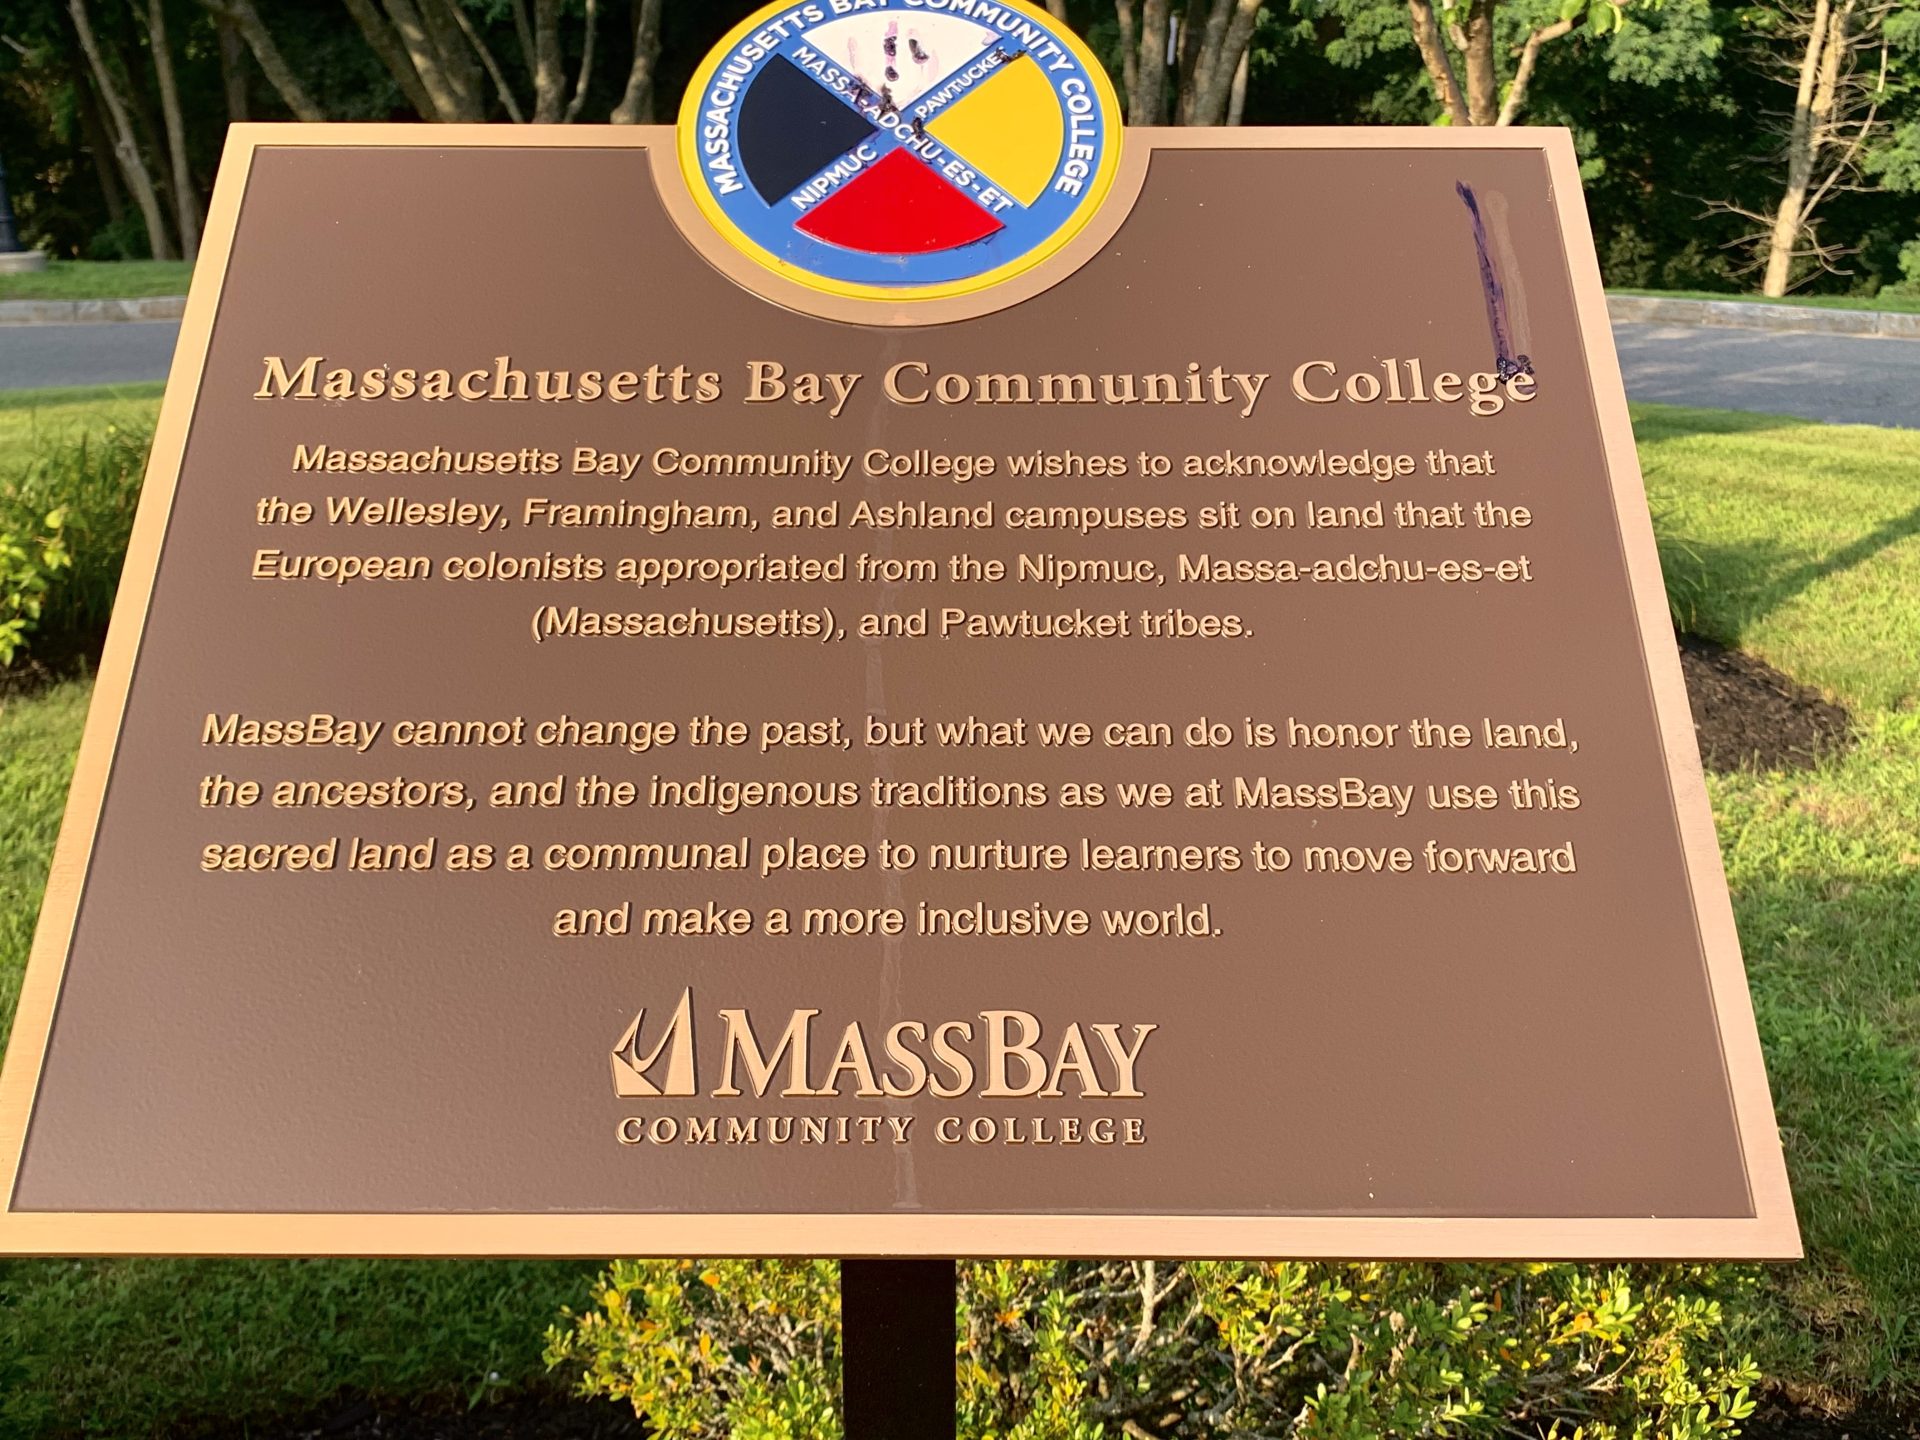 MASSACHUSETTS BAY COMMUNITY COLLEGE
MASSA-ADCHU-ES-ET
PAWTUCKET
NIPMUC
Massachusetts Bay Community College
Massachusetts Bay Community College wishes to acknowledge that
the Wellesley, Framingham, and Ashland campuses sit on land that the
European colonists appropriated from the Nipmuc, Massa-adchu-es-et
(Massachusetts), and Pawtucket tribes.
MassBay cannot change the past, but what we can do is honor the land,
the ancestors, and the indigenous traditions as we at MassBay use this
sacred land as a communal place to nurture learners to move forward
and make a more inclusive world.
MASSBAY
COMMUNITY COLLEGE